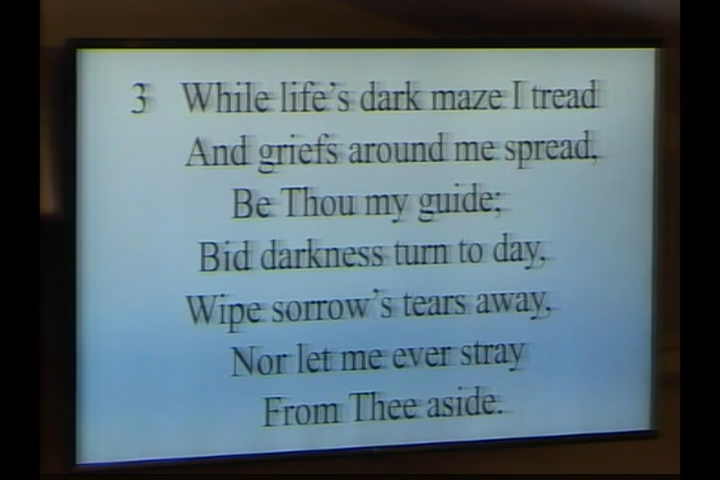 3 While life's dark maze I tread
And griefs around me spread,
Be Thou my guide;
Bid darkness turn to day,
Wipe sorrow's tears away,
Nor let me ever stray
From Thee aside.